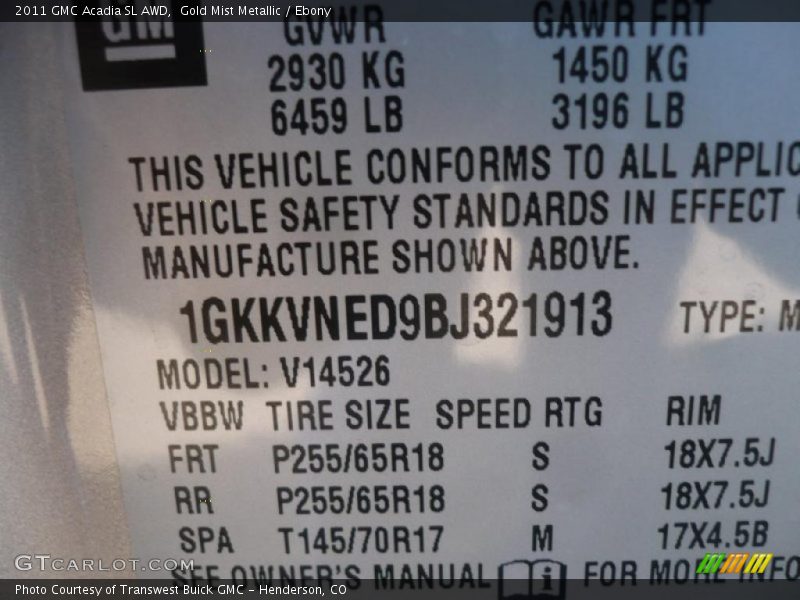 2011 GMC Acadia SL AWD,  Gold Mist Metallic / Ebony
GM
GVWR GAWR FRT
2930 KG 1450 KG
6459 LB 3196 LB
THIS VEHICLE CONFORMS TO ALL APPLIC
VEHICLE SAFETY STANDARDS IN EFFECT
MANUFACTURE SHOWN ABOVE.
1GKKVNED9BJ321913 TYPE: M
MODEL: V14526
VBBW TIRE SIZE SPEED RTG RIM
FRT P255/65R18 S 18X7.5J
RR P255/65R18 S 18X7.5J
SPA T145/70R17 M 17X4.5B
SEE OWNER'S MANUAL i FOR MORE INFO
GTCARLOT.COM
Photo Courtesy of Transwest Buick GMC - Henderson, CO